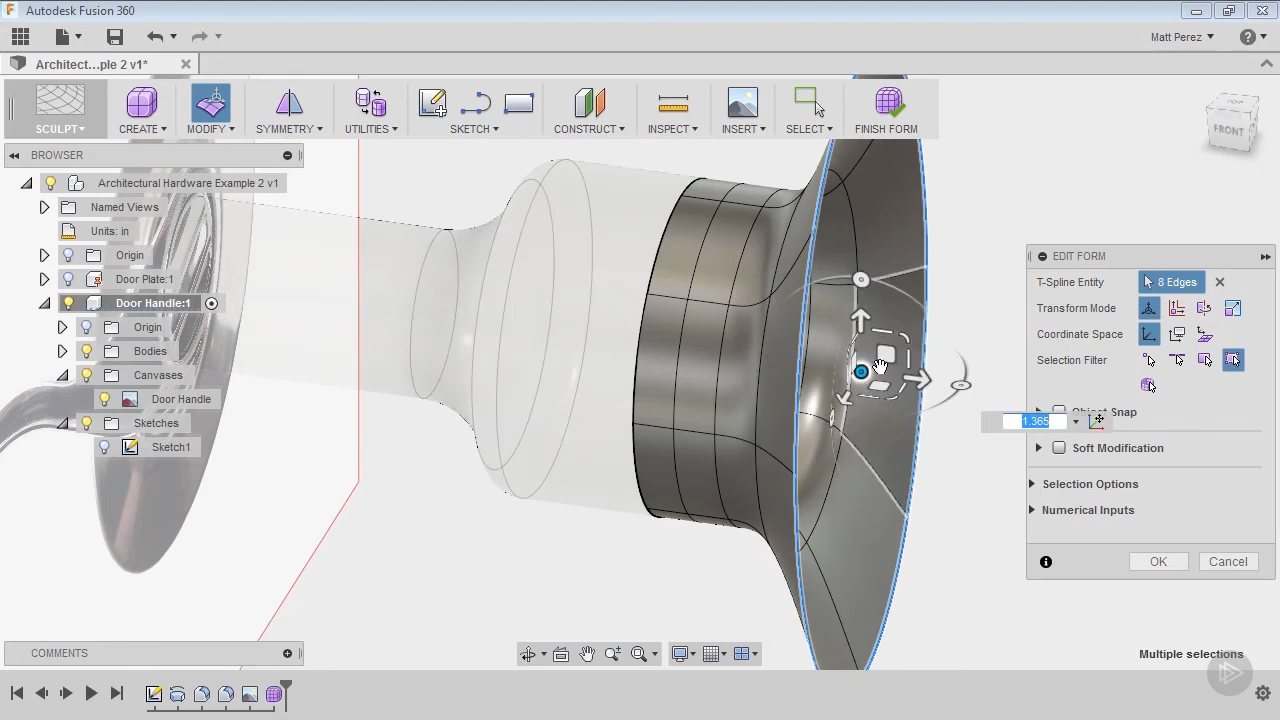 Autodesk Fusion 360
Matt Perez
Architect...ple 2 v1*
SCULPT
CREATE
MODIFY
SYMMETRY
UTILITIES
SKETCH
CONSTRUCT
INSPECT
INSERT
SELECT
FINISH FORM
TOP
FRONT
BROWSER
Architectural Hardware Example 2 v1
Named Views
Units: in
Origin
Door Plate:1
Door Handle:1
Origin
Bodies
Canvases
Door Handle
Sketches
Sketch1
EDIT FORM
T-Spline Entity
8 Edges
Transform Mode
Coordinate Space
Selection Filter
Object Snap
1.365
Soft Modification
Selection Options
Numerical Inputs
OK
Cancel
COMMENTS
Multiple selections